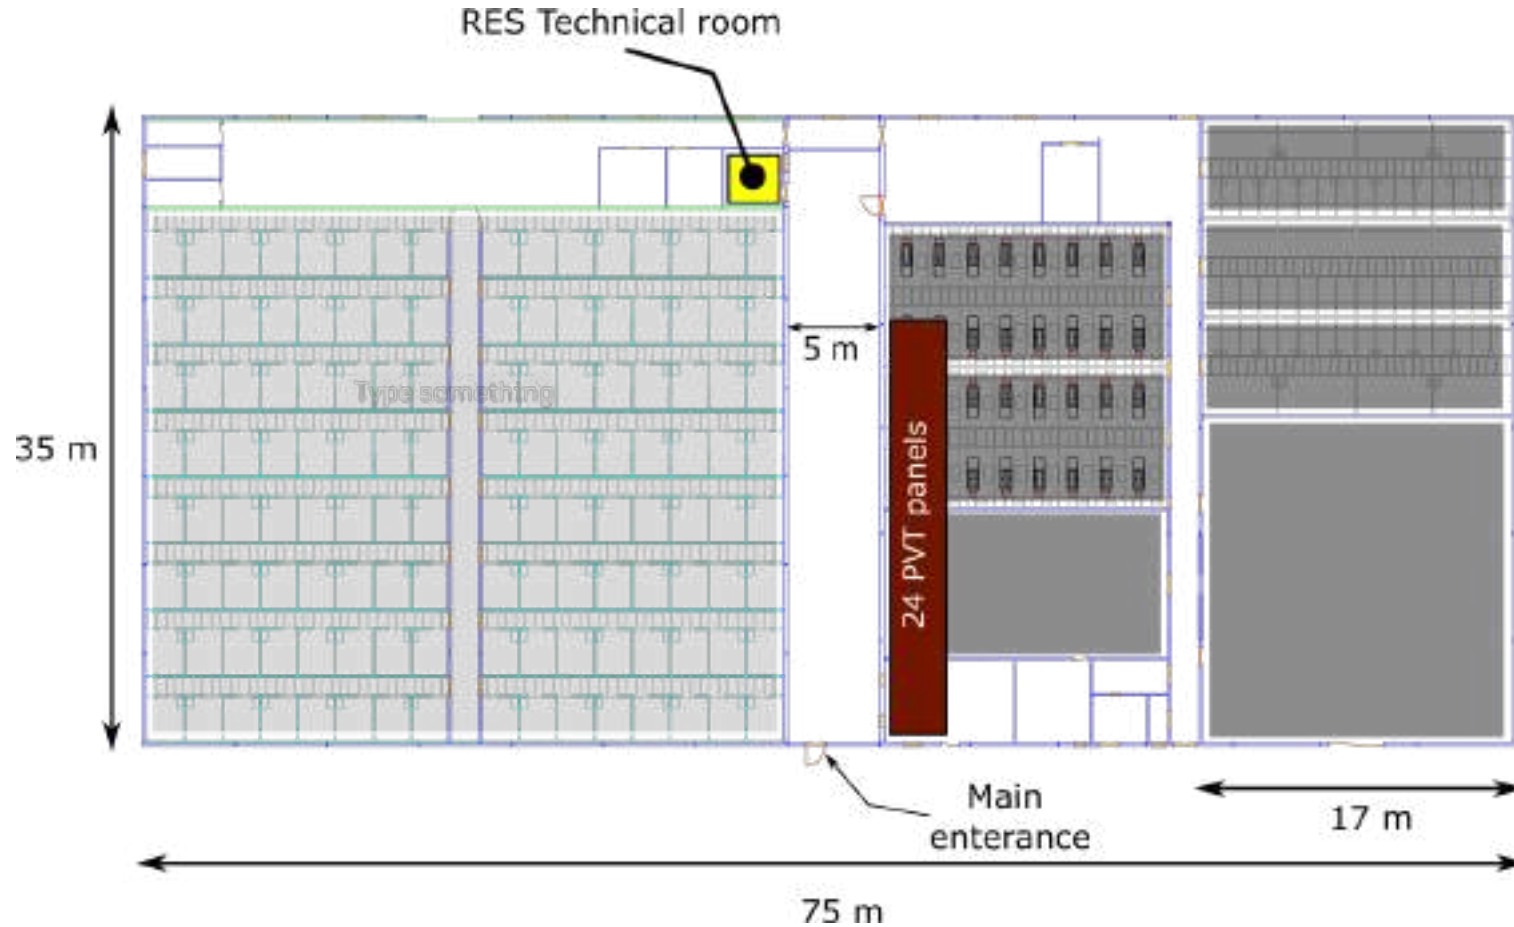 RES Technical room
5 m
Type something
35 m
24 PVT panels
Main
enterance
17 m
75 m